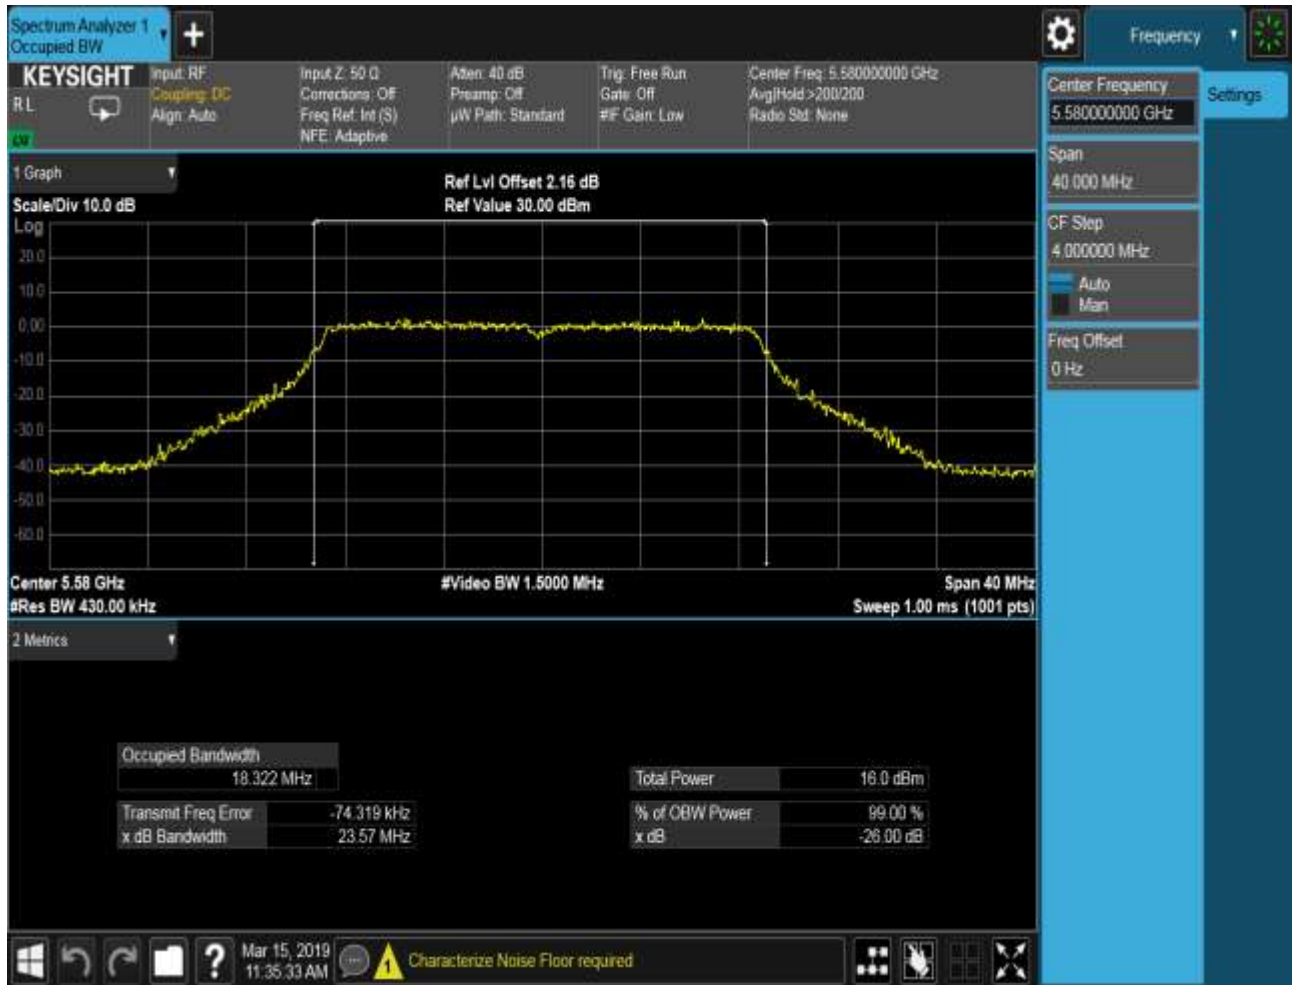 Spectrum Analyzer 1
Occupied BW
+
Frequency
KEYSIGHT
R L
Input: RF
Coupling: DC
Align: Auto
Input Z: 50 Ω
Corrections: Off
Freq Ref: Int (S)
NFE: Adaptive
Atten: 40 dB
Preamp: Off
µW Path: Standard
Trig: Free Run
Gate: Off
#IF Gain: Low
Center Freq: 5.580000000 GHz
Avg|Hold:>200/200
Radio Std: None
Center Frequency
5.580000000 GHz
Settings
Span
40.000 MHz
CF Step
4.000000 MHz
Auto
Man
Freq Offset
0 Hz
1 Graph
Scale/Div 10.0 dB
Ref Lvl Offset 2.16 dB
Ref Value 30.00 dBm
Log
20.0
10.0
0.00
-10.0
-20.0
-30.0
-40.0
-50.0
-60.0
Center 5.58 GHz
#Video BW 1.5000 MHz
Span 40 MHz
#Res BW 430.00 kHz
Sweep 1.00 ms (1001 pts)
2 Metrics
Occupied Bandwidth
18.322 MHz
Total Power 16.0 dBm
Transmit Freq Error -74.319 kHz
% of OBW Power 99.00 %
x dB Bandwidth 23.57 MHz
x dB -26.00 dB
?
Mar 15, 2019
11:35:33 AM
1
Characterize Noise Floor required